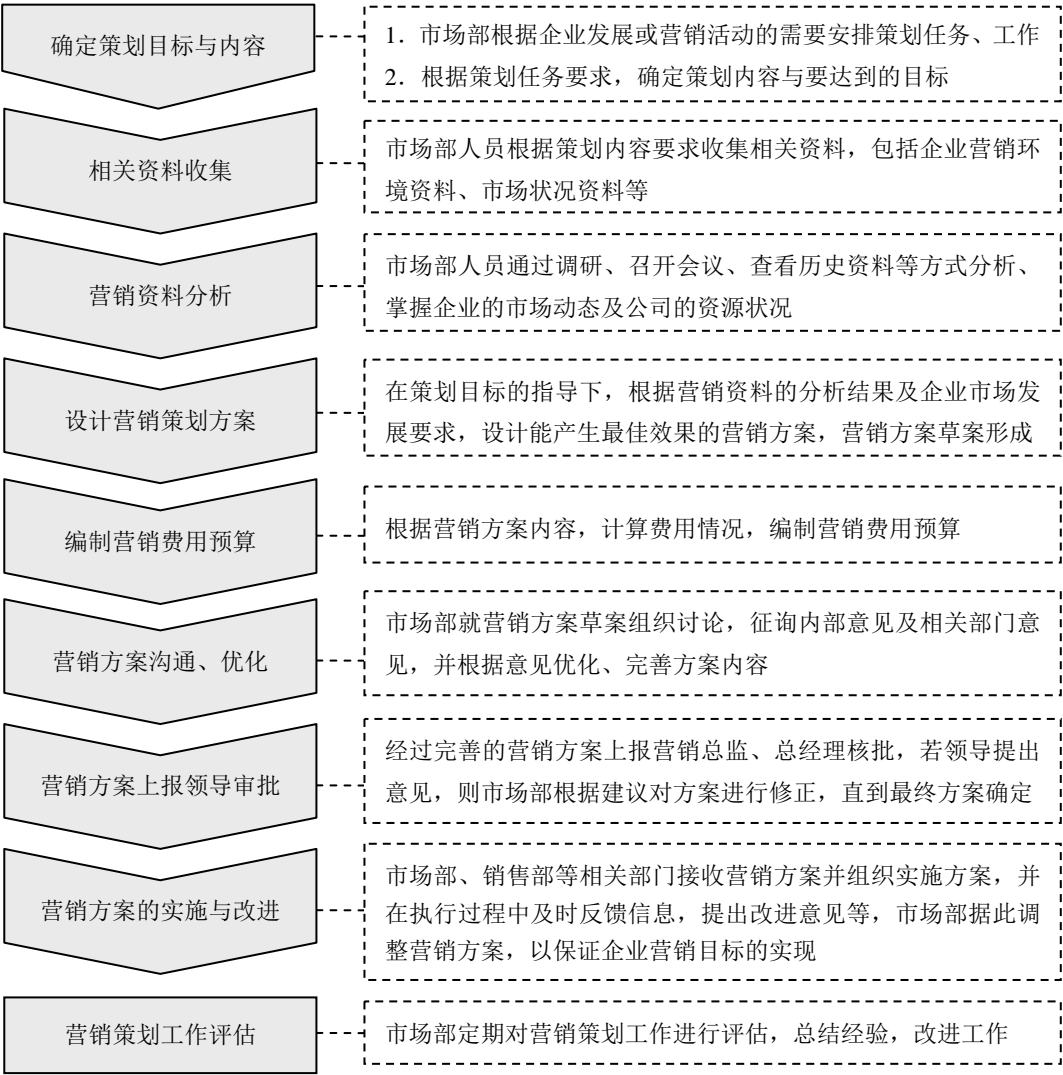 确定策划目标与内容
1．市场部根据企业发展或营销活动的需要安排策划任务、工作
2．根据策划任务要求，确定策划内容与要达到的目标
相关资料收集
市场部人员根据策划内容要求收集相关资料，包括企业营销环
境资料、市场状况资料等
营销资料分析
市场部人员通过调研、召开会议、查看历史资料等方式分析、
掌握企业的市场动态及公司的资源状况
设计营销策划方案
在策划目标的指导下，根据营销资料的分析结果及企业市场发
展要求，设计能产生最佳效果的营销方案，营销方案草案形成
编制营销费用预算
根据营销方案内容，计算费用情况，编制营销费用预算
营销方案沟通、优化
市场部就营销方案草案组织讨论，征询内部意见及相关部门意
见，并根据意见优化、完善方案内容
营销方案上报领导审批
经过完善的营销方案上报营销总监、总经理核批，若领导提出
意见，则市场部根据建议对方案进行修正，直到最终方案确定
营销方案的实施与改进
市场部、销售部等相关部门接收营销方案并组织实施方案，并
在执行过程中及时反馈信息，提出改进意见等，市场部据此调
整营销方案，以保证企业营销目标的实现
营销策划工作评估
市场部定期对营销策划工作进行评估，总结经验，改进工作